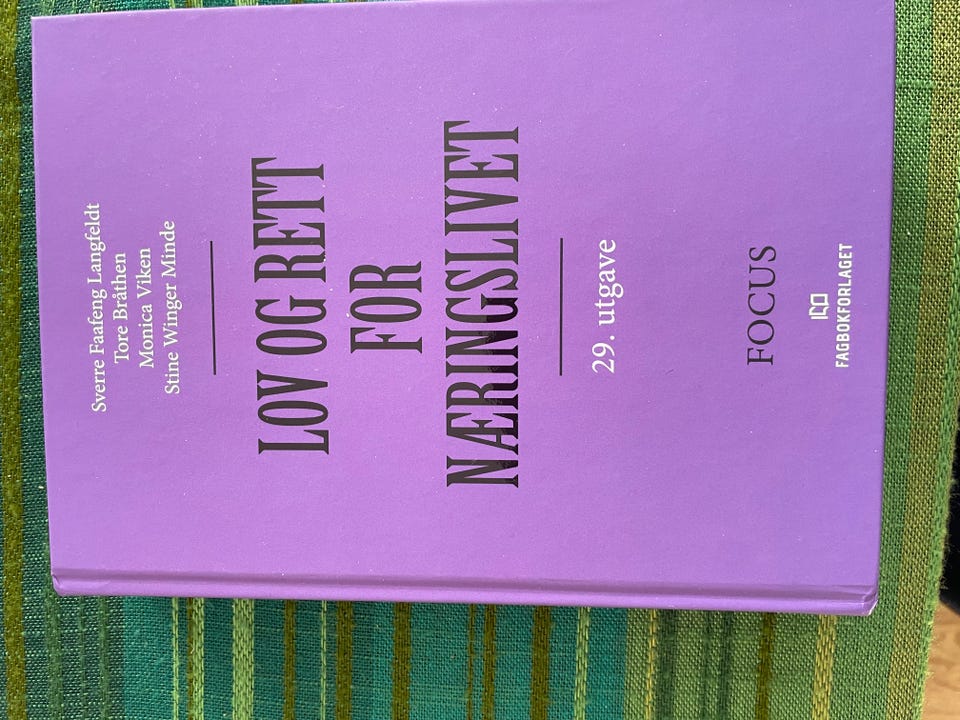 Sverre Faafeng Langfeldt
Tore Bråthen
Monica Viken
Stine Winger Minde
LOV OG RETT
FOR
NÆRINGSLIVET
29. utgave
FOCUS
FAGBOKFORLAGET